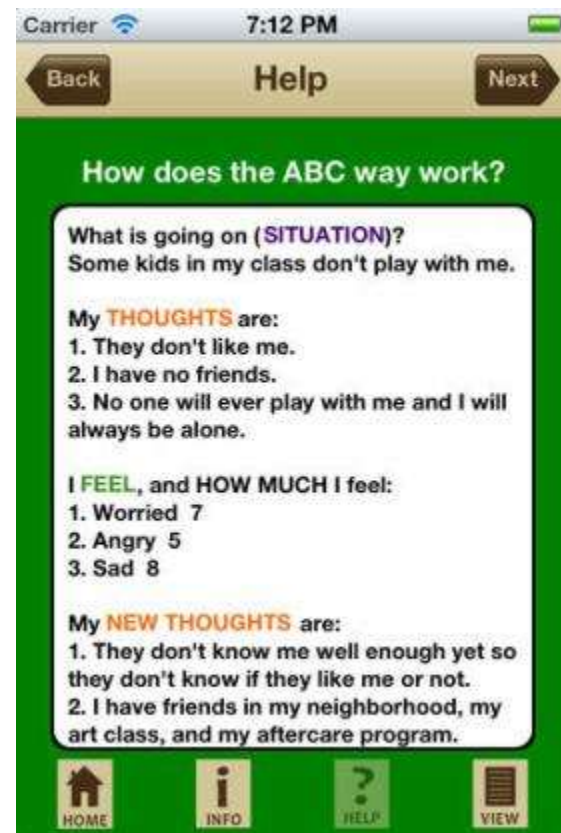 Carrier 7:12 PM
Back Help Next
How does the ABC way work?
What is going on (SITUATION)?
Some kids in my class don't play with me.
My THOUGHTS are:
1. They don't like me.
2. I have no friends.
3. No one will ever play with me and I will
always be alone.
I FEEL, and HOW MUCH I feel:
1. Worried 7
2. Angry 5
3. Sad 8
My NEW THOUGHTS are:
1. They don't know me well enough yet so
they don't know if they like me or not.
2. I have friends in my neighborhood, my
art class, and my aftercare program.
HOME INFO HELP VIEW